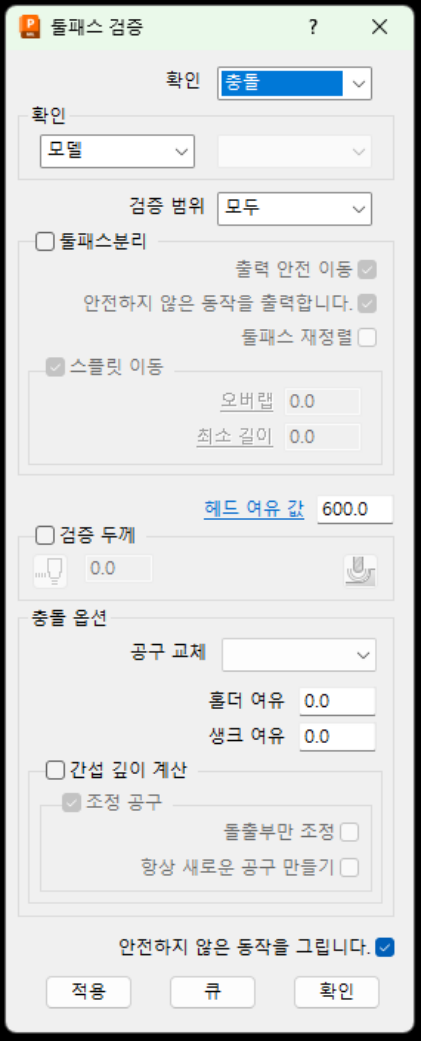 툴패스 검증
확인 충돌
확인
모델
검증 범위 모두
툴패스분리
출력 안전 이동
안전하지 않은 동작을 출력합니다.
툴패스 재정렬
스플릿 이동
오버랩 0.0
최소 길이 0.0
헤드 여유 값 600.0
검증 두께
0.0
충돌 옵션
공구 교체
홀더 여유 0.0
생크 여유 0.0
간섭 깊이 계산
조정 공구
돌출부만 조정
항상 새로운 공구 만들기
안전하지 않은 동작을 그립니다.
적용 큐 확인